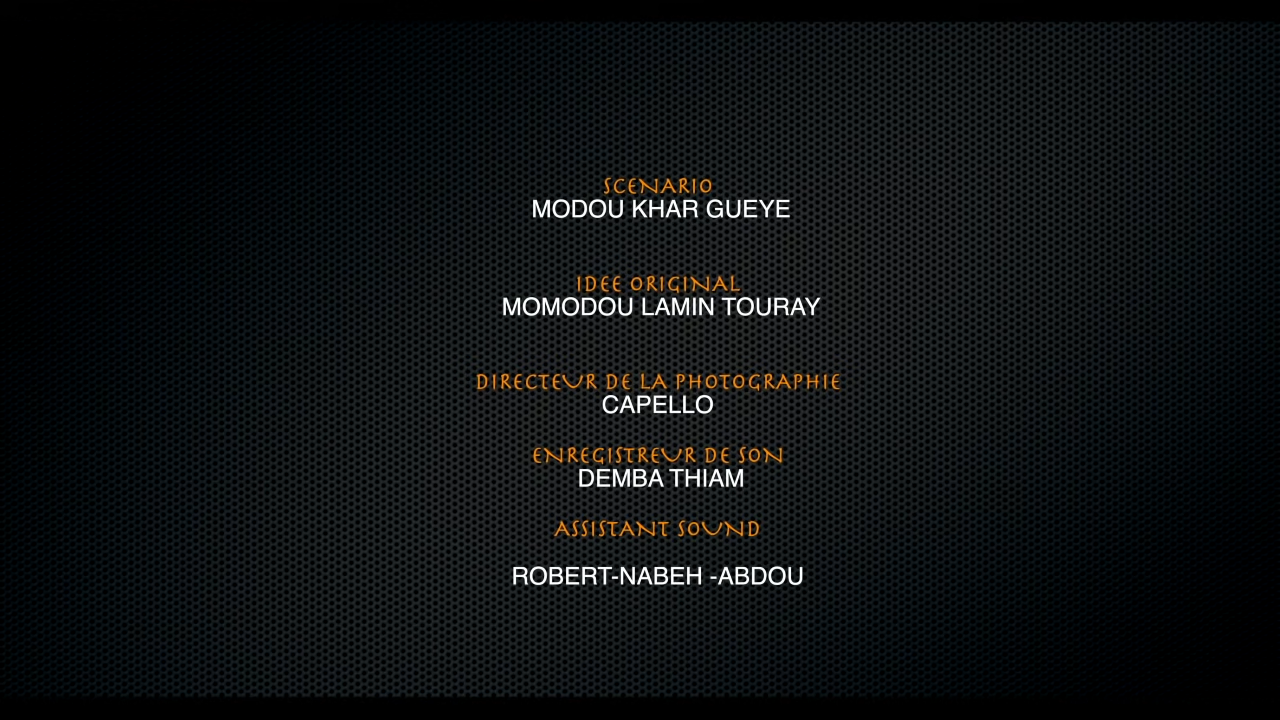 SCENARIO
MODOU KHAR GUEYE
IDEE ORIGINAL
MOMODOU LAMIN TOURAY
DIRECTEUR DE LA PHOTOGRAPHIE
CAPELLO
ENREGISTREUR DE SON
DEMBA THIAM
ASSISTANT SOUND
ROBERT-NABEH -ABDOU